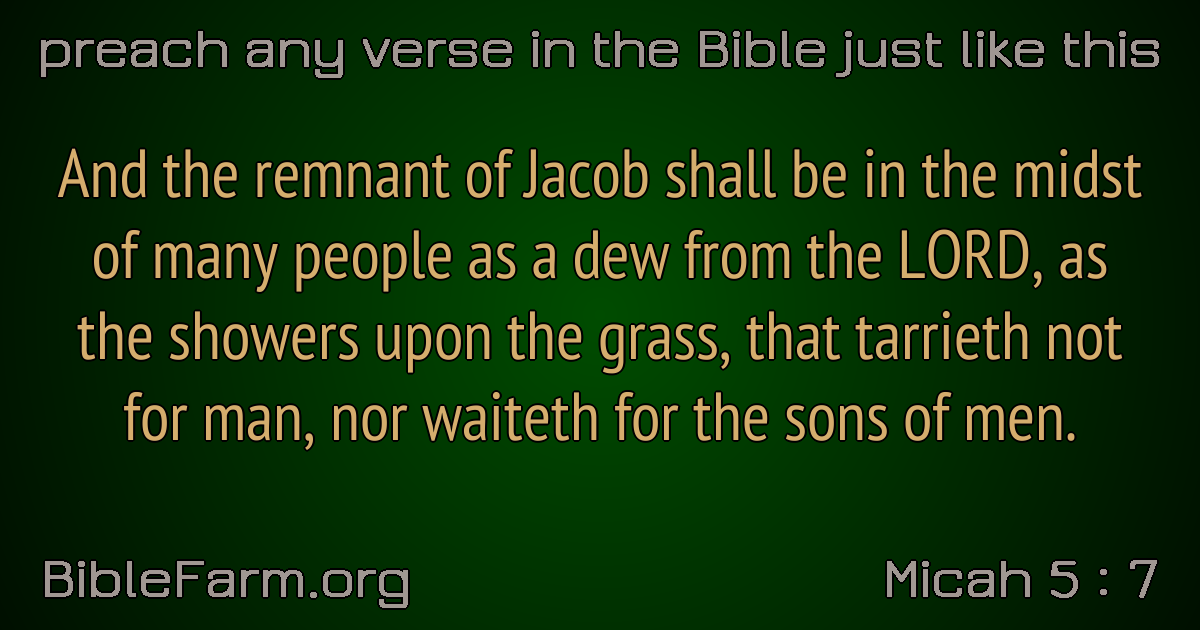 preach any verse in the Bible just like this
And the remnant of Jacob shall be in the midst
of many people as a dew from the LORD, as
the showers upon the grass, that tarrieth not
for man, nor waiteth for the sons of men.
BibleFarm.org
Micah 5 : 7